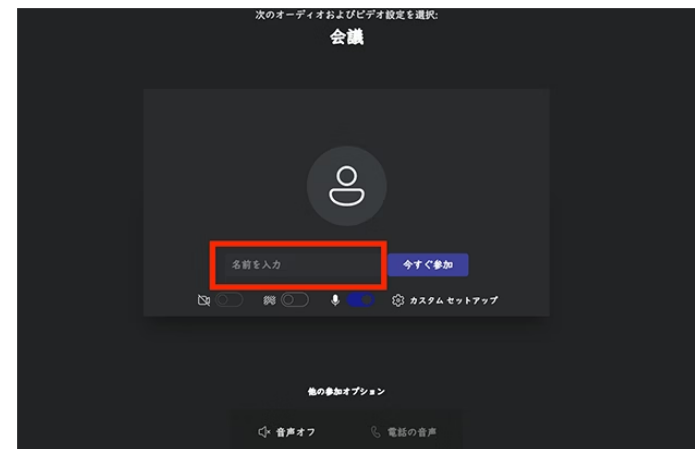 次のオーディオおよびビデオ設定を選択:
会議
名前を入力
今すぐ参加
カスタム セットアップ
他の参加オプション
音声オフ
電話の音声